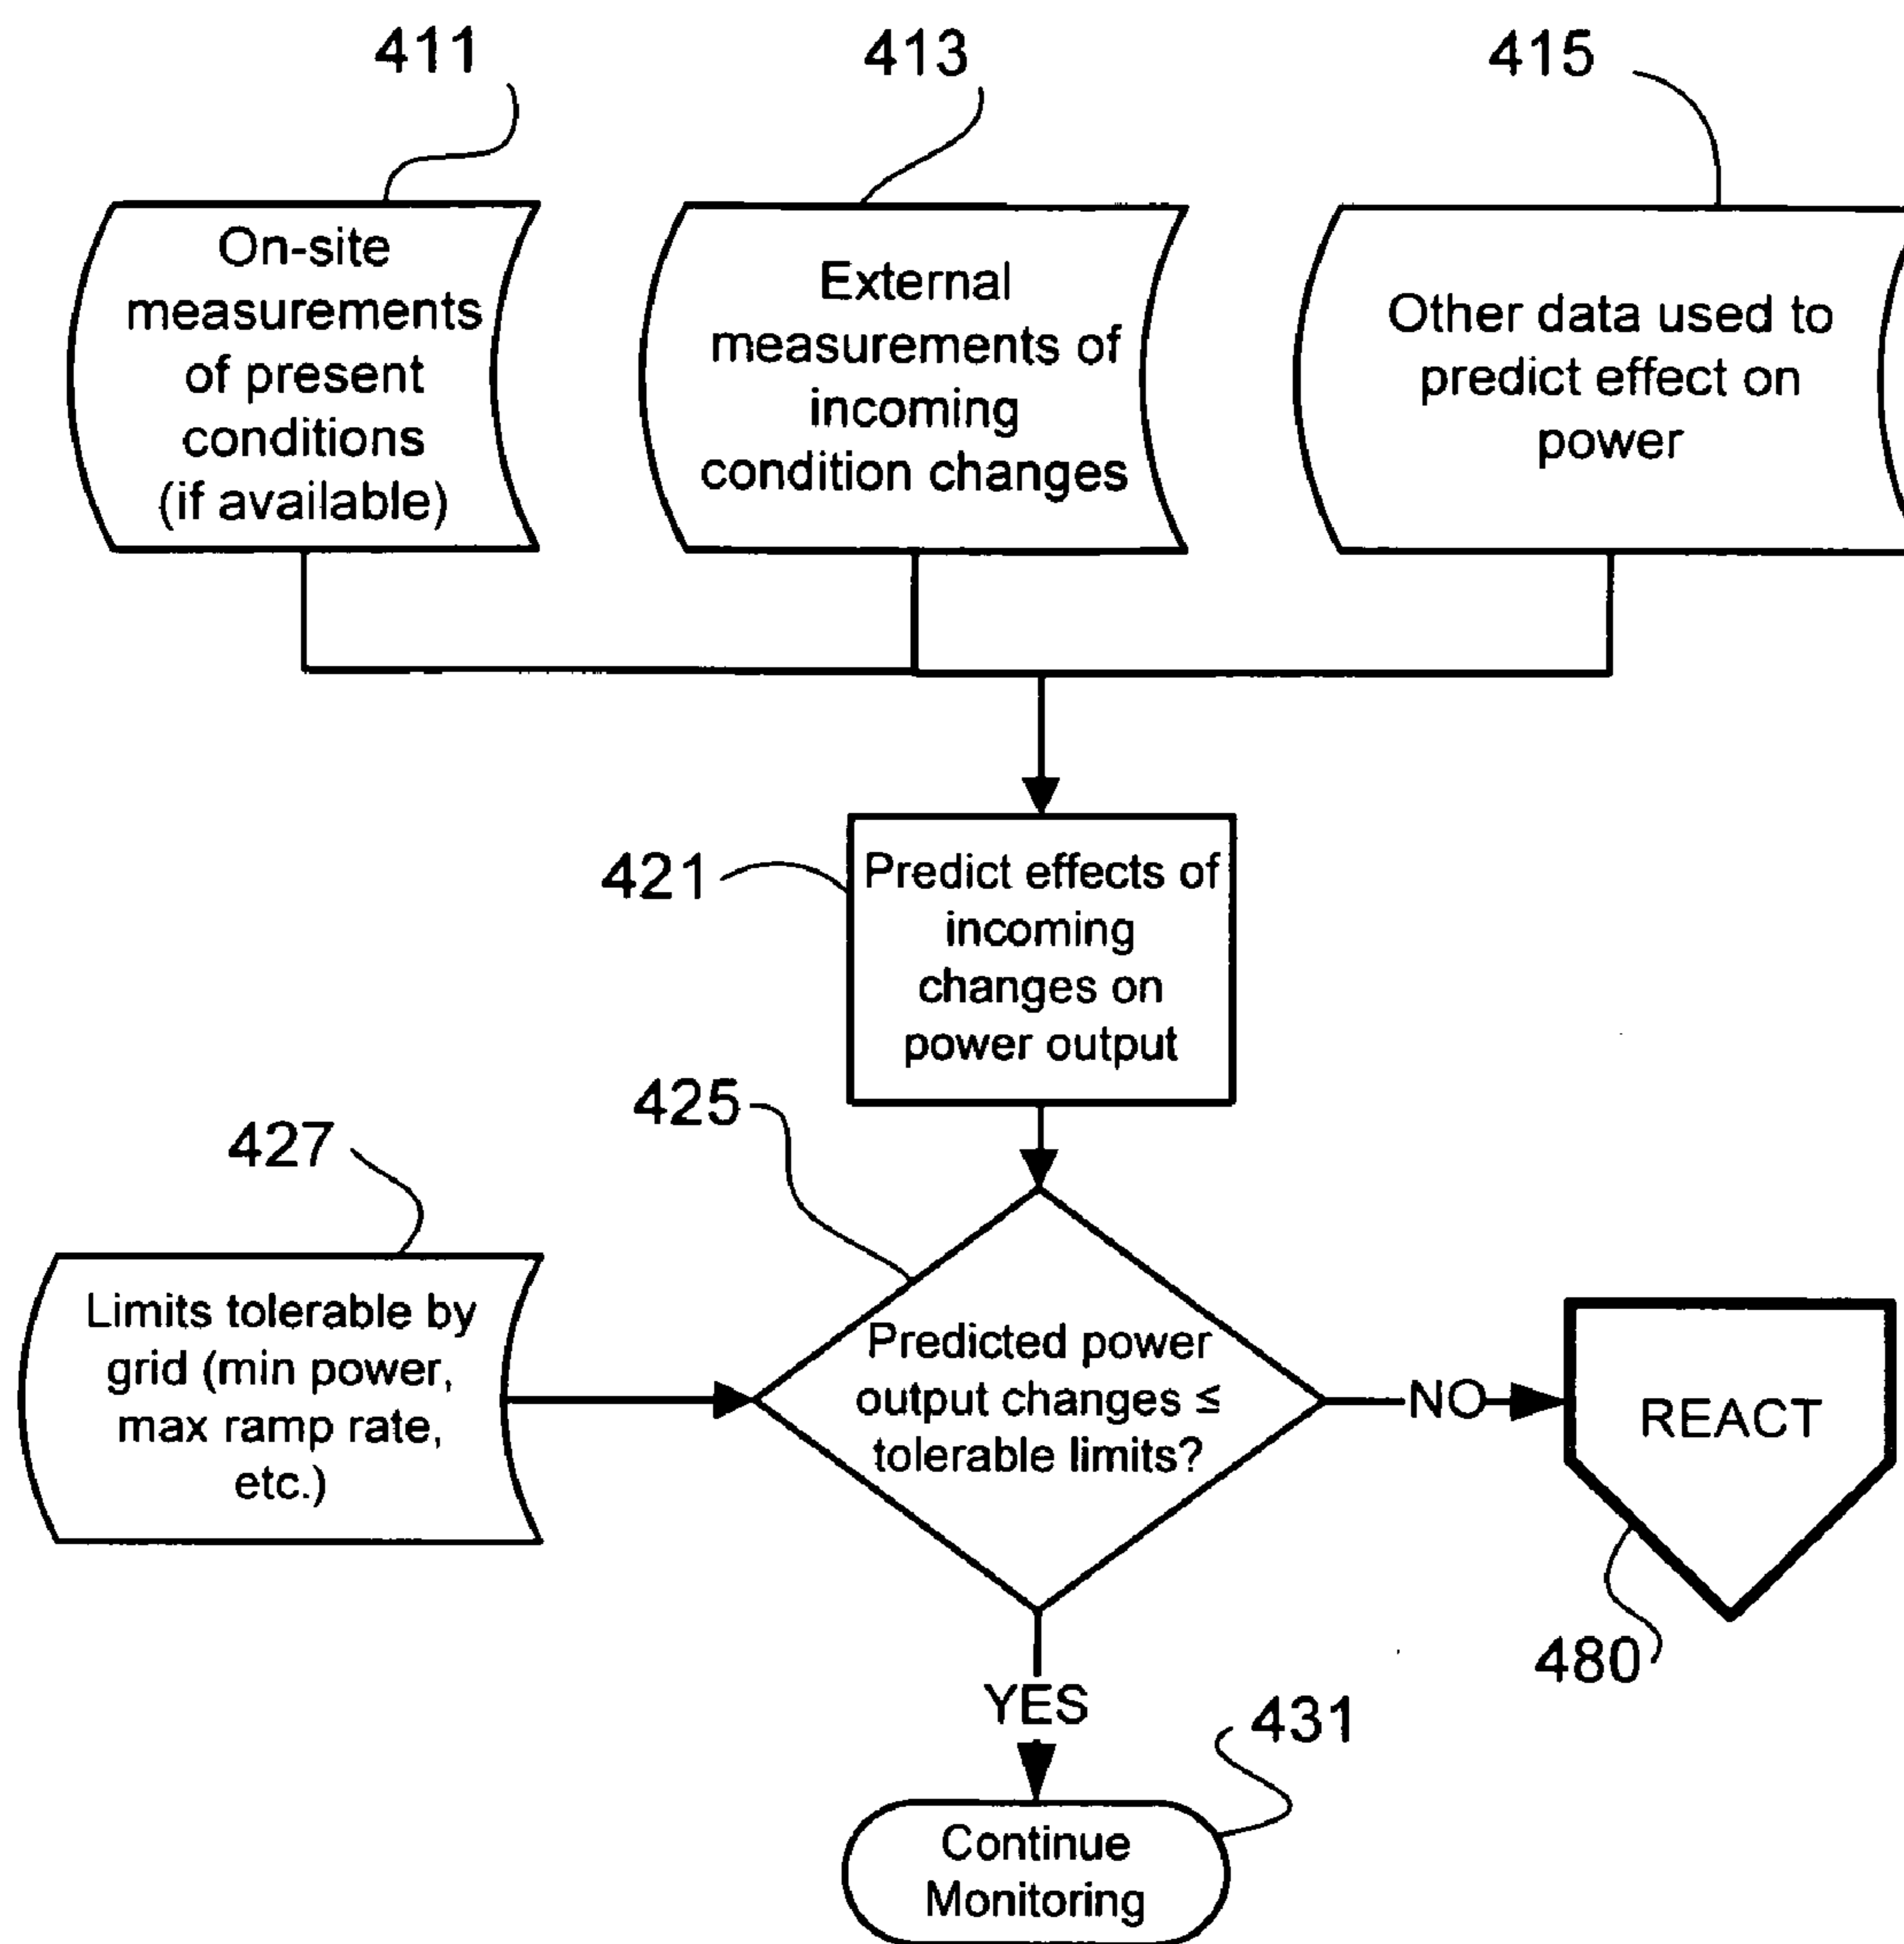 411
413
415
On-site
measurements
of present
conditions
(if available)
External
measurements of
incoming
condition changes
Other data used to
predict effect on
power
421
Predict effects of
incoming
changes on
power output
425
427
Limits tolerable by
grid (min power,
max ramp rate,
etc.)
Predicted power
output changes ≤
tolerable limits?
NO
REACT
480
YES
431
Continue
Monitoring